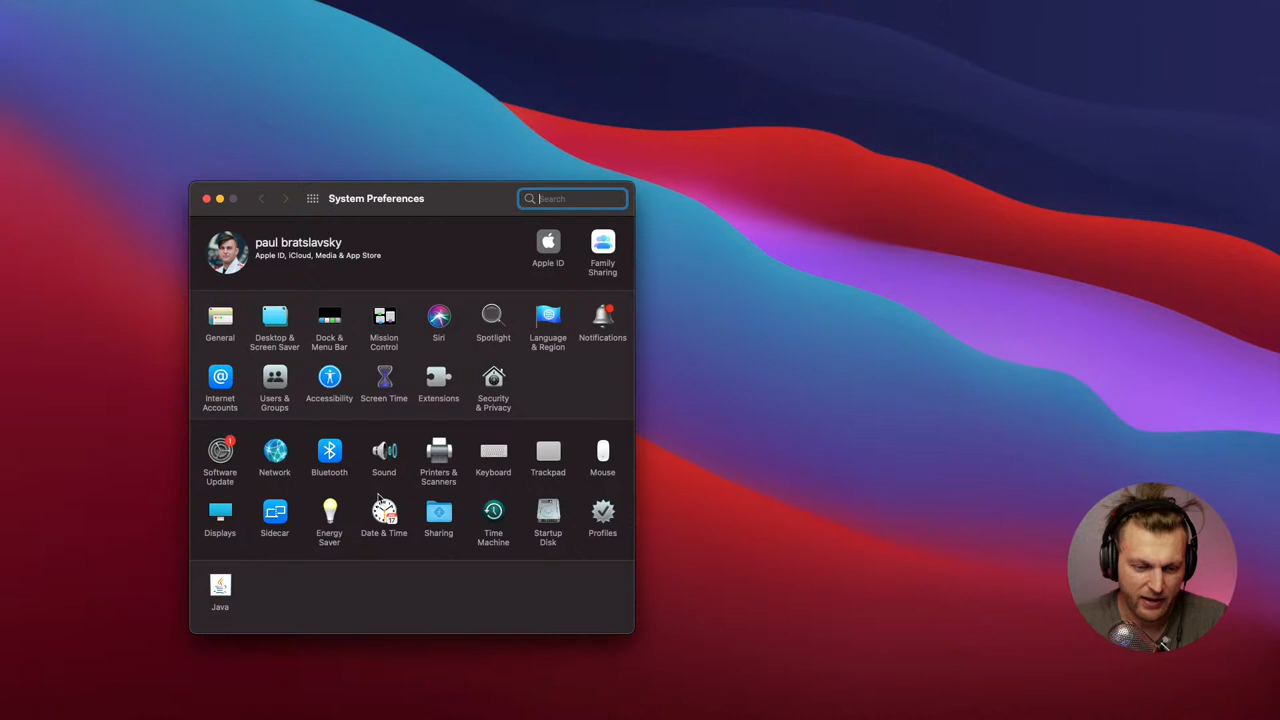 System Preferences
Search
paul bratslavsky
Apple ID, iCloud, Media & App Store
Apple ID
Family
Sharing
General
Desktop &
Screen Saver
Dock &
Menu Bar
Mission
Control
Siri
Spotlight
Language
& Region
Notifications
Internet
Accounts
Users &
Groups
Accessibility
Screen Time
Extensions
Security
& Privacy
1
Software
Update
Network
Bluetooth
Sound
Printers &
Scanners
Keyboard
Trackpad
Mouse
Displays
Sidecar
Energy
Saver
17
Date & Time
Sharing
Time
Machine
Startup
Disk
Profiles
Java